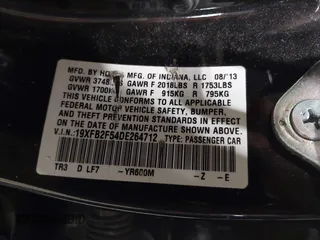 MFD. BY HO MFG. OF INDIANA, LLC 08/'13
GVWR 3748LBS GAWR F 2018LBS R 1753LBS
GVWR 1700KG GAWR F 915KG R 795KG
THIS VEHICLE CONFORMS TO ALL APPLICABLE
FEDERAL MOTOR VEHICLE SAFETY, BUMPER,
AND THEFT PREVENTION STANDARDS IN EFFECT
ON THE DATE OF MANUFACTURE SHOWN ABOVE.
V.I.N.: 19XFB2F54DE264712 TYPE: PASSENGER CAR
TR3 D LF7 -YR600M -Z -E